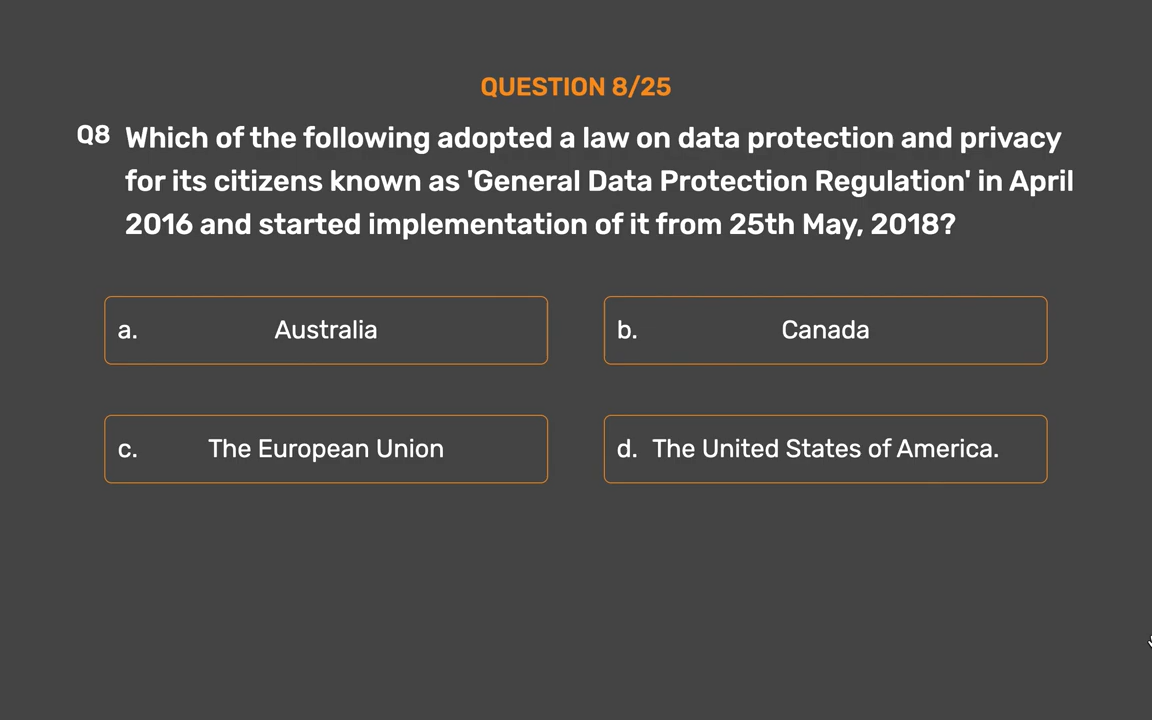 QUESTION 8/25
Q8 Which of the following adopted a law on data protection and privacy
for its citizens known as 'General Data Protection Regulation' in April
2016 and started implementation of it from 25th May, 2018?
a. Australia
b. Canada
c. The European Union
d. The United States of America.